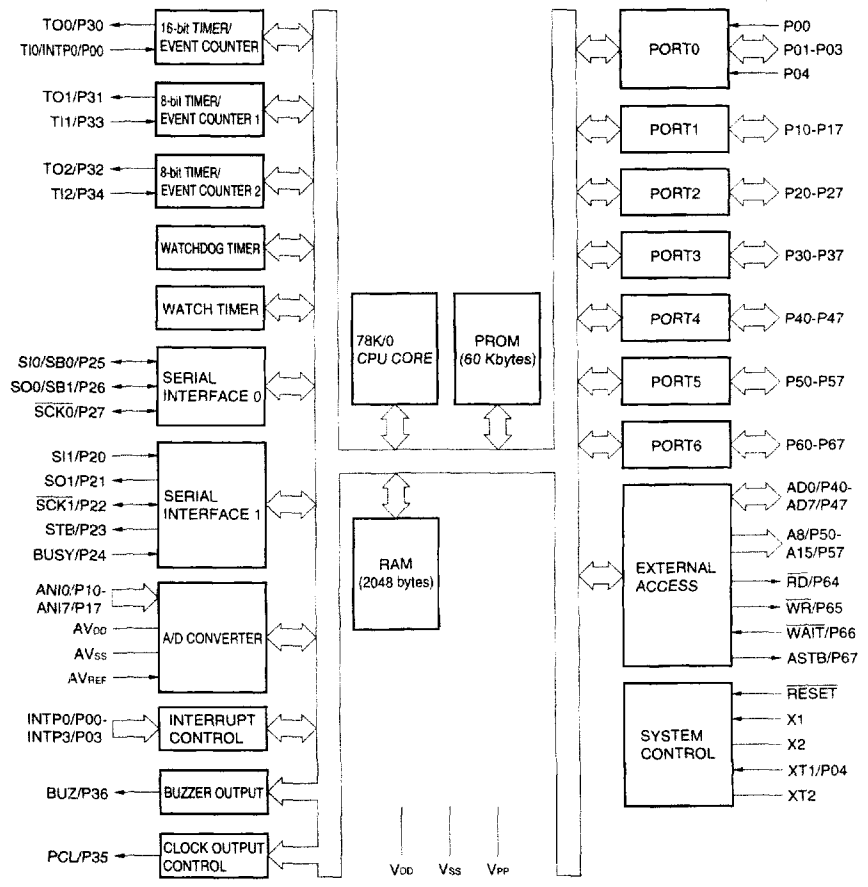 TO0/P30
TI0/INTP0/P00
16-bit TIMER/
EVENT COUNTER
TO1/P31
TI1/P33
8-bit TIMER/
EVENT COUNTER 1
TO2/P32
TI2/P34
8-bit TIMER/
EVENT COUNTER 2
WATCHDOG TIMER
WATCH TIMER
SI0/SB0/P25
SO0/SB1/P26
SCK0/P27
SERIAL
INTERFACE 0
SI1/P20
SO1/P21
SCK1/P22
STB/P23
BUSY/P24
SERIAL
INTERFACE 1
ANI0/P10-
ANI7/P17
AVDD
AVSS
AVREF
A/D CONVERTER
INTP0/P00-
INTP3/P03
INTERRUPT
CONTROL
BUZ/P36
BUZZER OUTPUT
PCL/P35
CLOCK OUTPUT
CONTROL
78K/0
CPU CORE
PROM
(60 Kbytes)
RAM
(2048 bytes)
VDD
VSS
VPP
PORT0
P00
P01-P03
P04
PORT1
P10-P17
PORT2
P20-P27
PORT3
P30-P37
PORT4
P40-P47
PORT5
P50-P57
PORT6
P60-P67
EXTERNAL
ACCESS
AD0/P40-
AD7/P47
A8/P50-
A15/P57
RD/P64
WR/P65
WAIT/P66
ASTB/P67
SYSTEM
CONTROL
RESET
X1
X2
XT1/P04
XT2